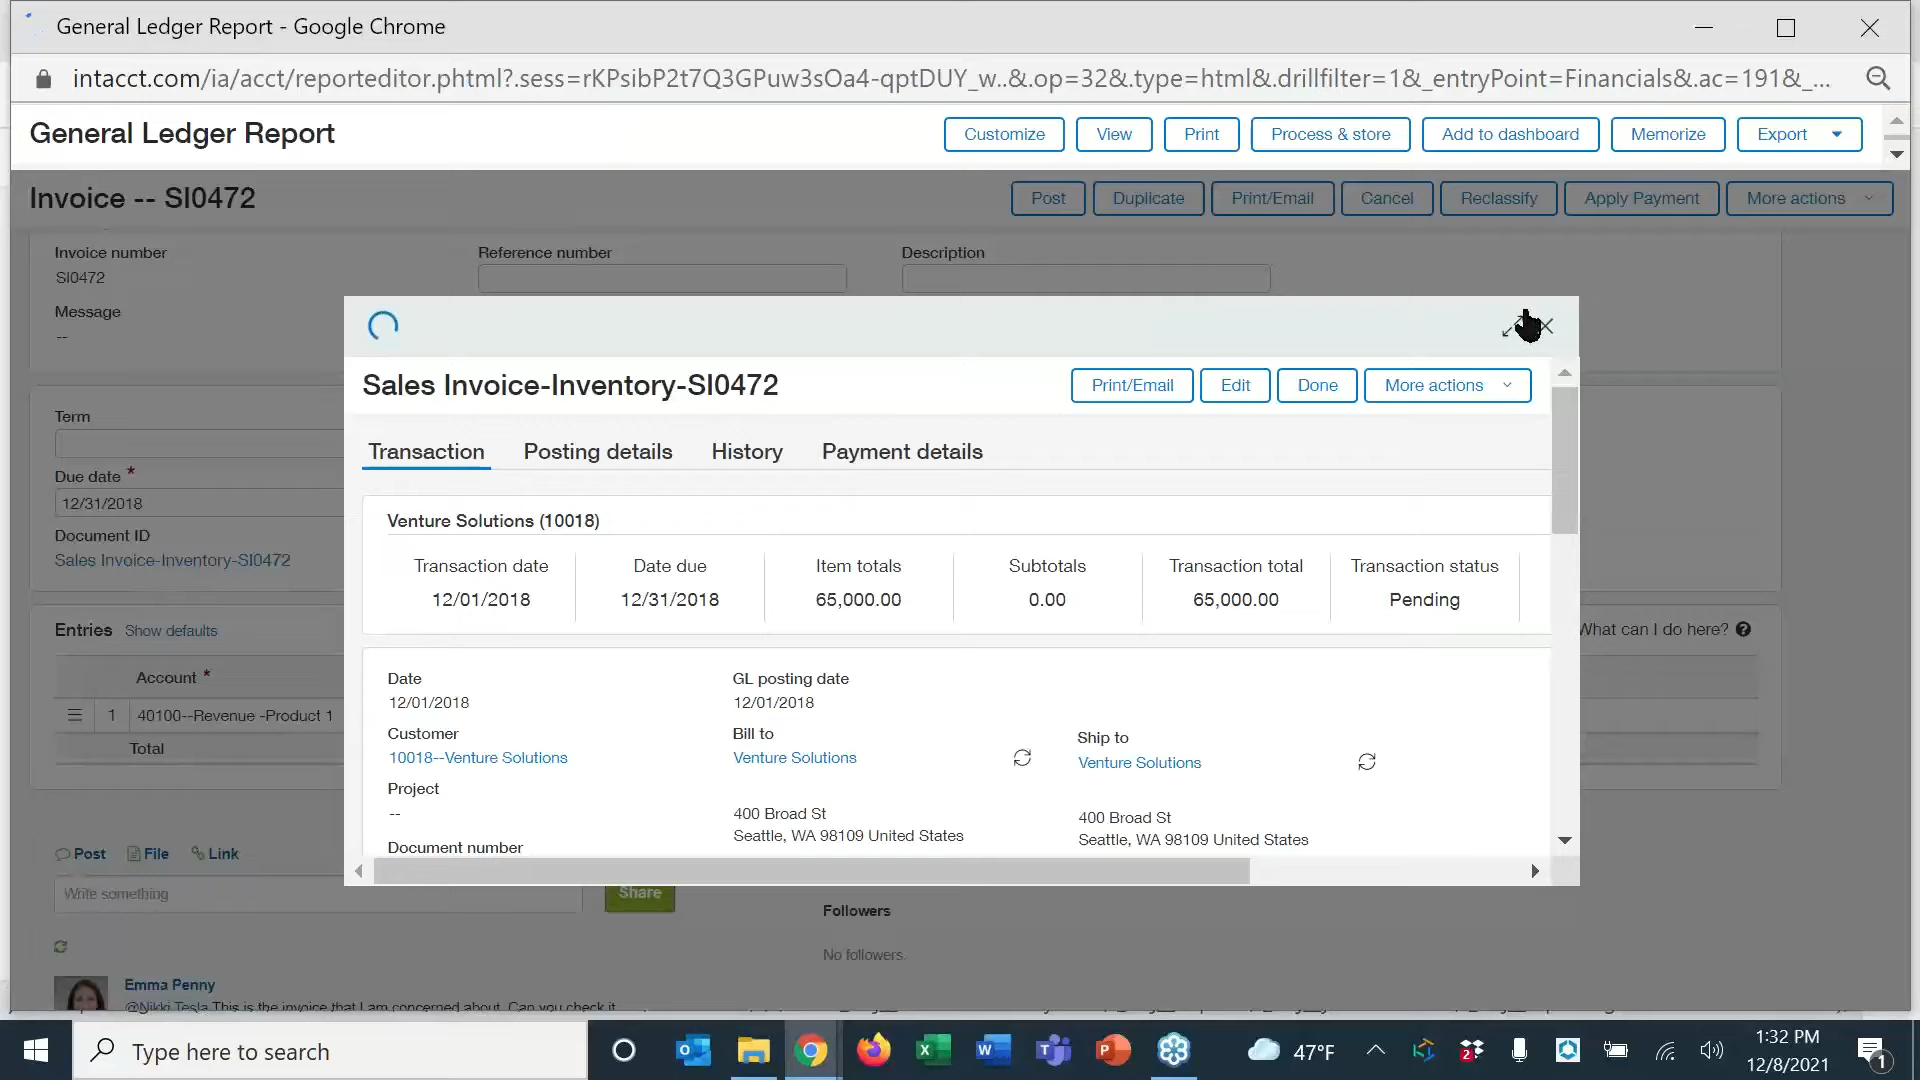 General Ledger Report - Google Chrome
intacct.com/ia/acct/reporteditor.phtml?.sess=rKPsibP2t7Q3GPuw3sOa4-qptDUY_w..&.op=32&.type=html&.drillfilter=1&_entryPoint=Financials&.ac=191&_...
General Ledger Report
Customize View Print Process & store Add to dashboard Memorize Export
Invoice -- SI0472
Post Duplicate Print/Email Cancel Reclassify Apply Payment More actions
Invoice number Reference number Description
SI0472
Message
--
Term
Due date *
12/31/2018
Document ID
Sales Invoice-Inventory-SI0472
Entries Show defaults
What can I do here?
Account *
1 40100--Revenue -Product 1
Total
Sales Invoice-Inventory-SI0472
Print/Email Edit Done More actions
Transaction Posting details History Payment details
Venture Solutions (10018)
Transaction date Date due Item totals Subtotals Transaction total Transaction status
12/01/2018 12/31/2018 65,000.00 0.00 65,000.00 Pending
Date GL posting date
12/01/2018 12/01/2018
Customer Bill to Ship to
10018--Venture Solutions Venture Solutions Venture Solutions
Project
--
400 Broad St 400 Broad St
Seattle, WA 98109 United States Seattle, WA 98109 United States
Document number
Post File Link
Write something
Share
Followers
No followers.
Emma Penny
@Nikki Tesla This is the invoice that I am concerned about. Can you check it
Type here to search
47°F
1:32 PM
12/8/2021
2
1